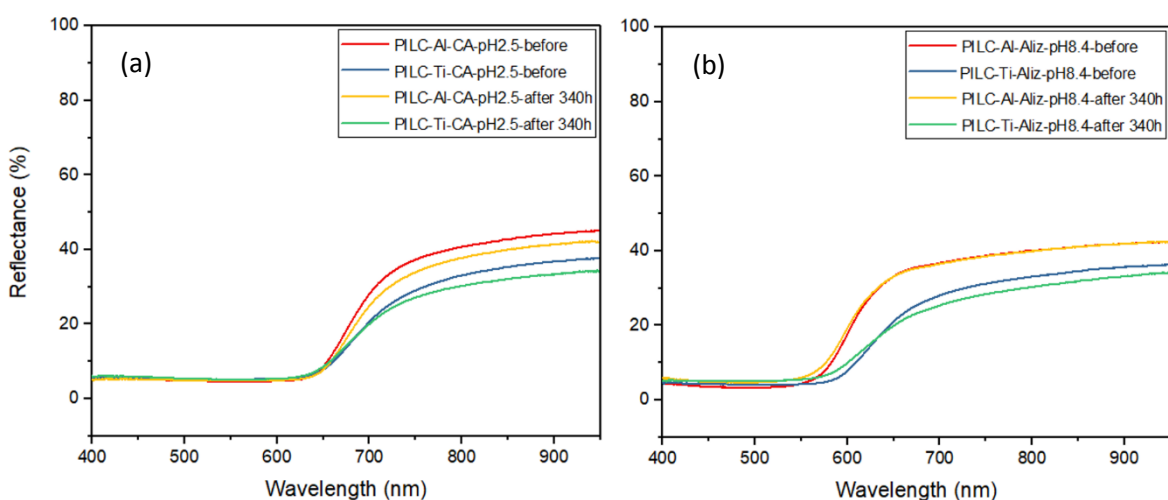 (a)
PILC-Al-CA-pH2.5-before
PILC-Ti-CA-pH2.5-before
PILC-Al-CA-pH2.5-after 340h
PILC-Ti-CA-pH2.5-after 340h
Reflectance (%)
100
80
60
40
20
0
400 500 600 700 800 900
Wavelength (nm)
(b)
PILC-Al-Aliz-pH8.4-before
PILC-Ti-Aliz-pH8.4-before
PILC-Al-Aliz-pH8.4-after 340h
PILC-Ti-Aliz-pH8.4-after 340h
100
80
60
40
20
0
400 500 600 700 800 900
Wavelength (nm)